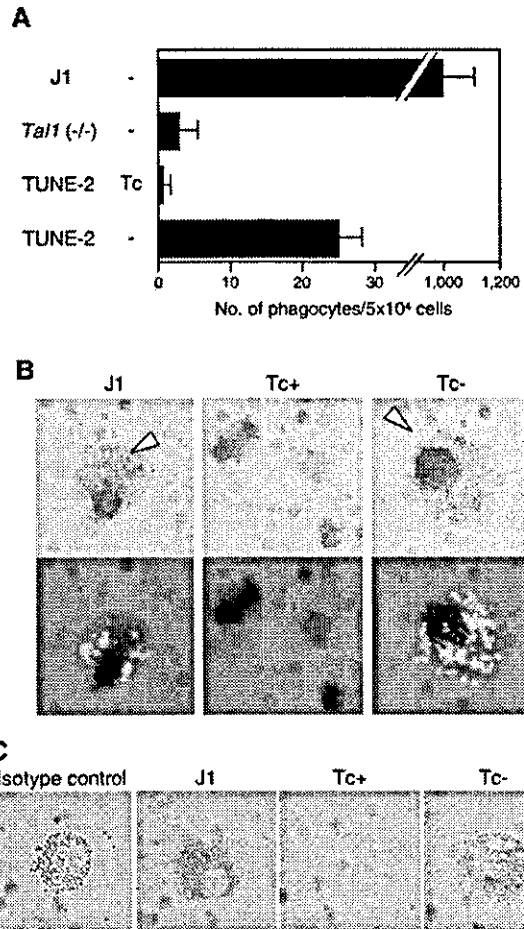 A
J1 -
Tal1 (-/-) -
TUNE-2 Tc
TUNE-2 -
0 10 20 30 1,000 1,200
No. of phagocytes/5x10⁴ cells
B
J1 Tc+ Tc-
C
Isotype control J1 Tc+ Tc-